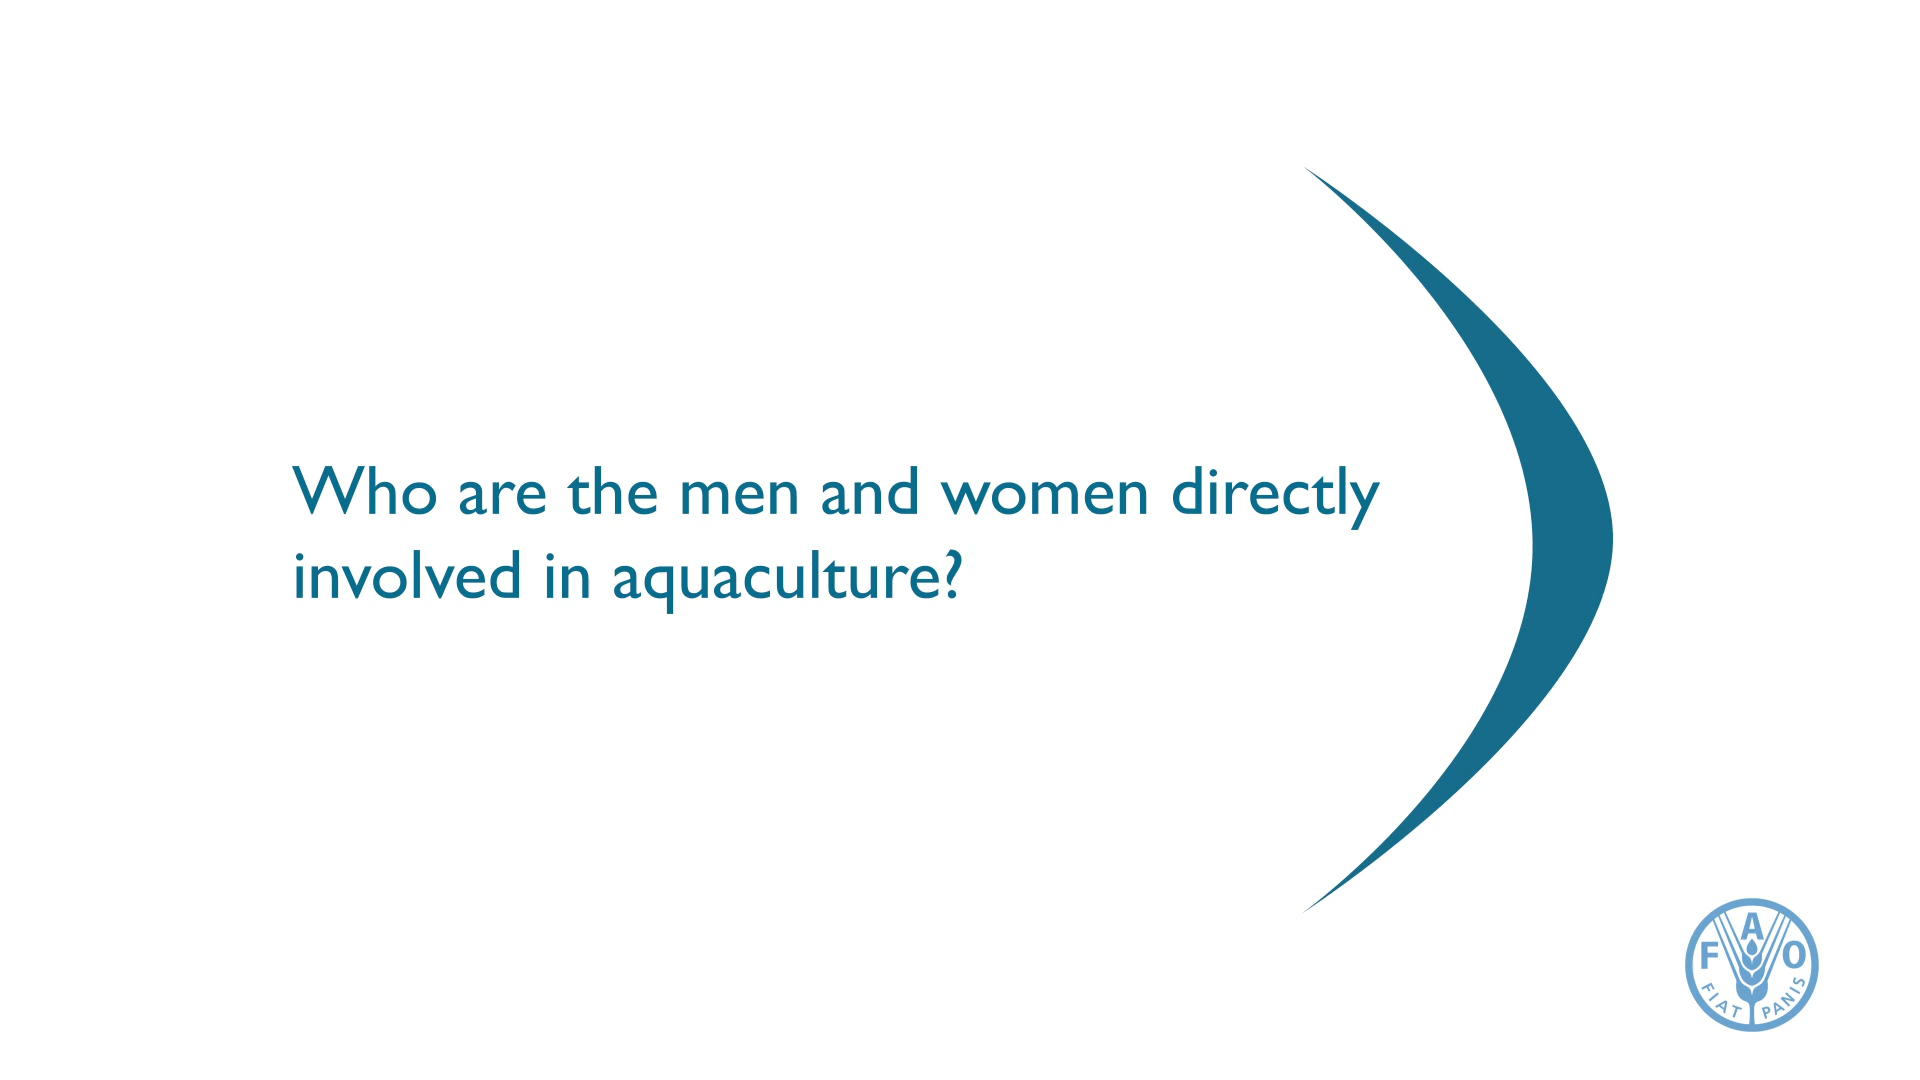 Who are the men and women directly
involved in aquaculture?
F A O
FIAT PANIS